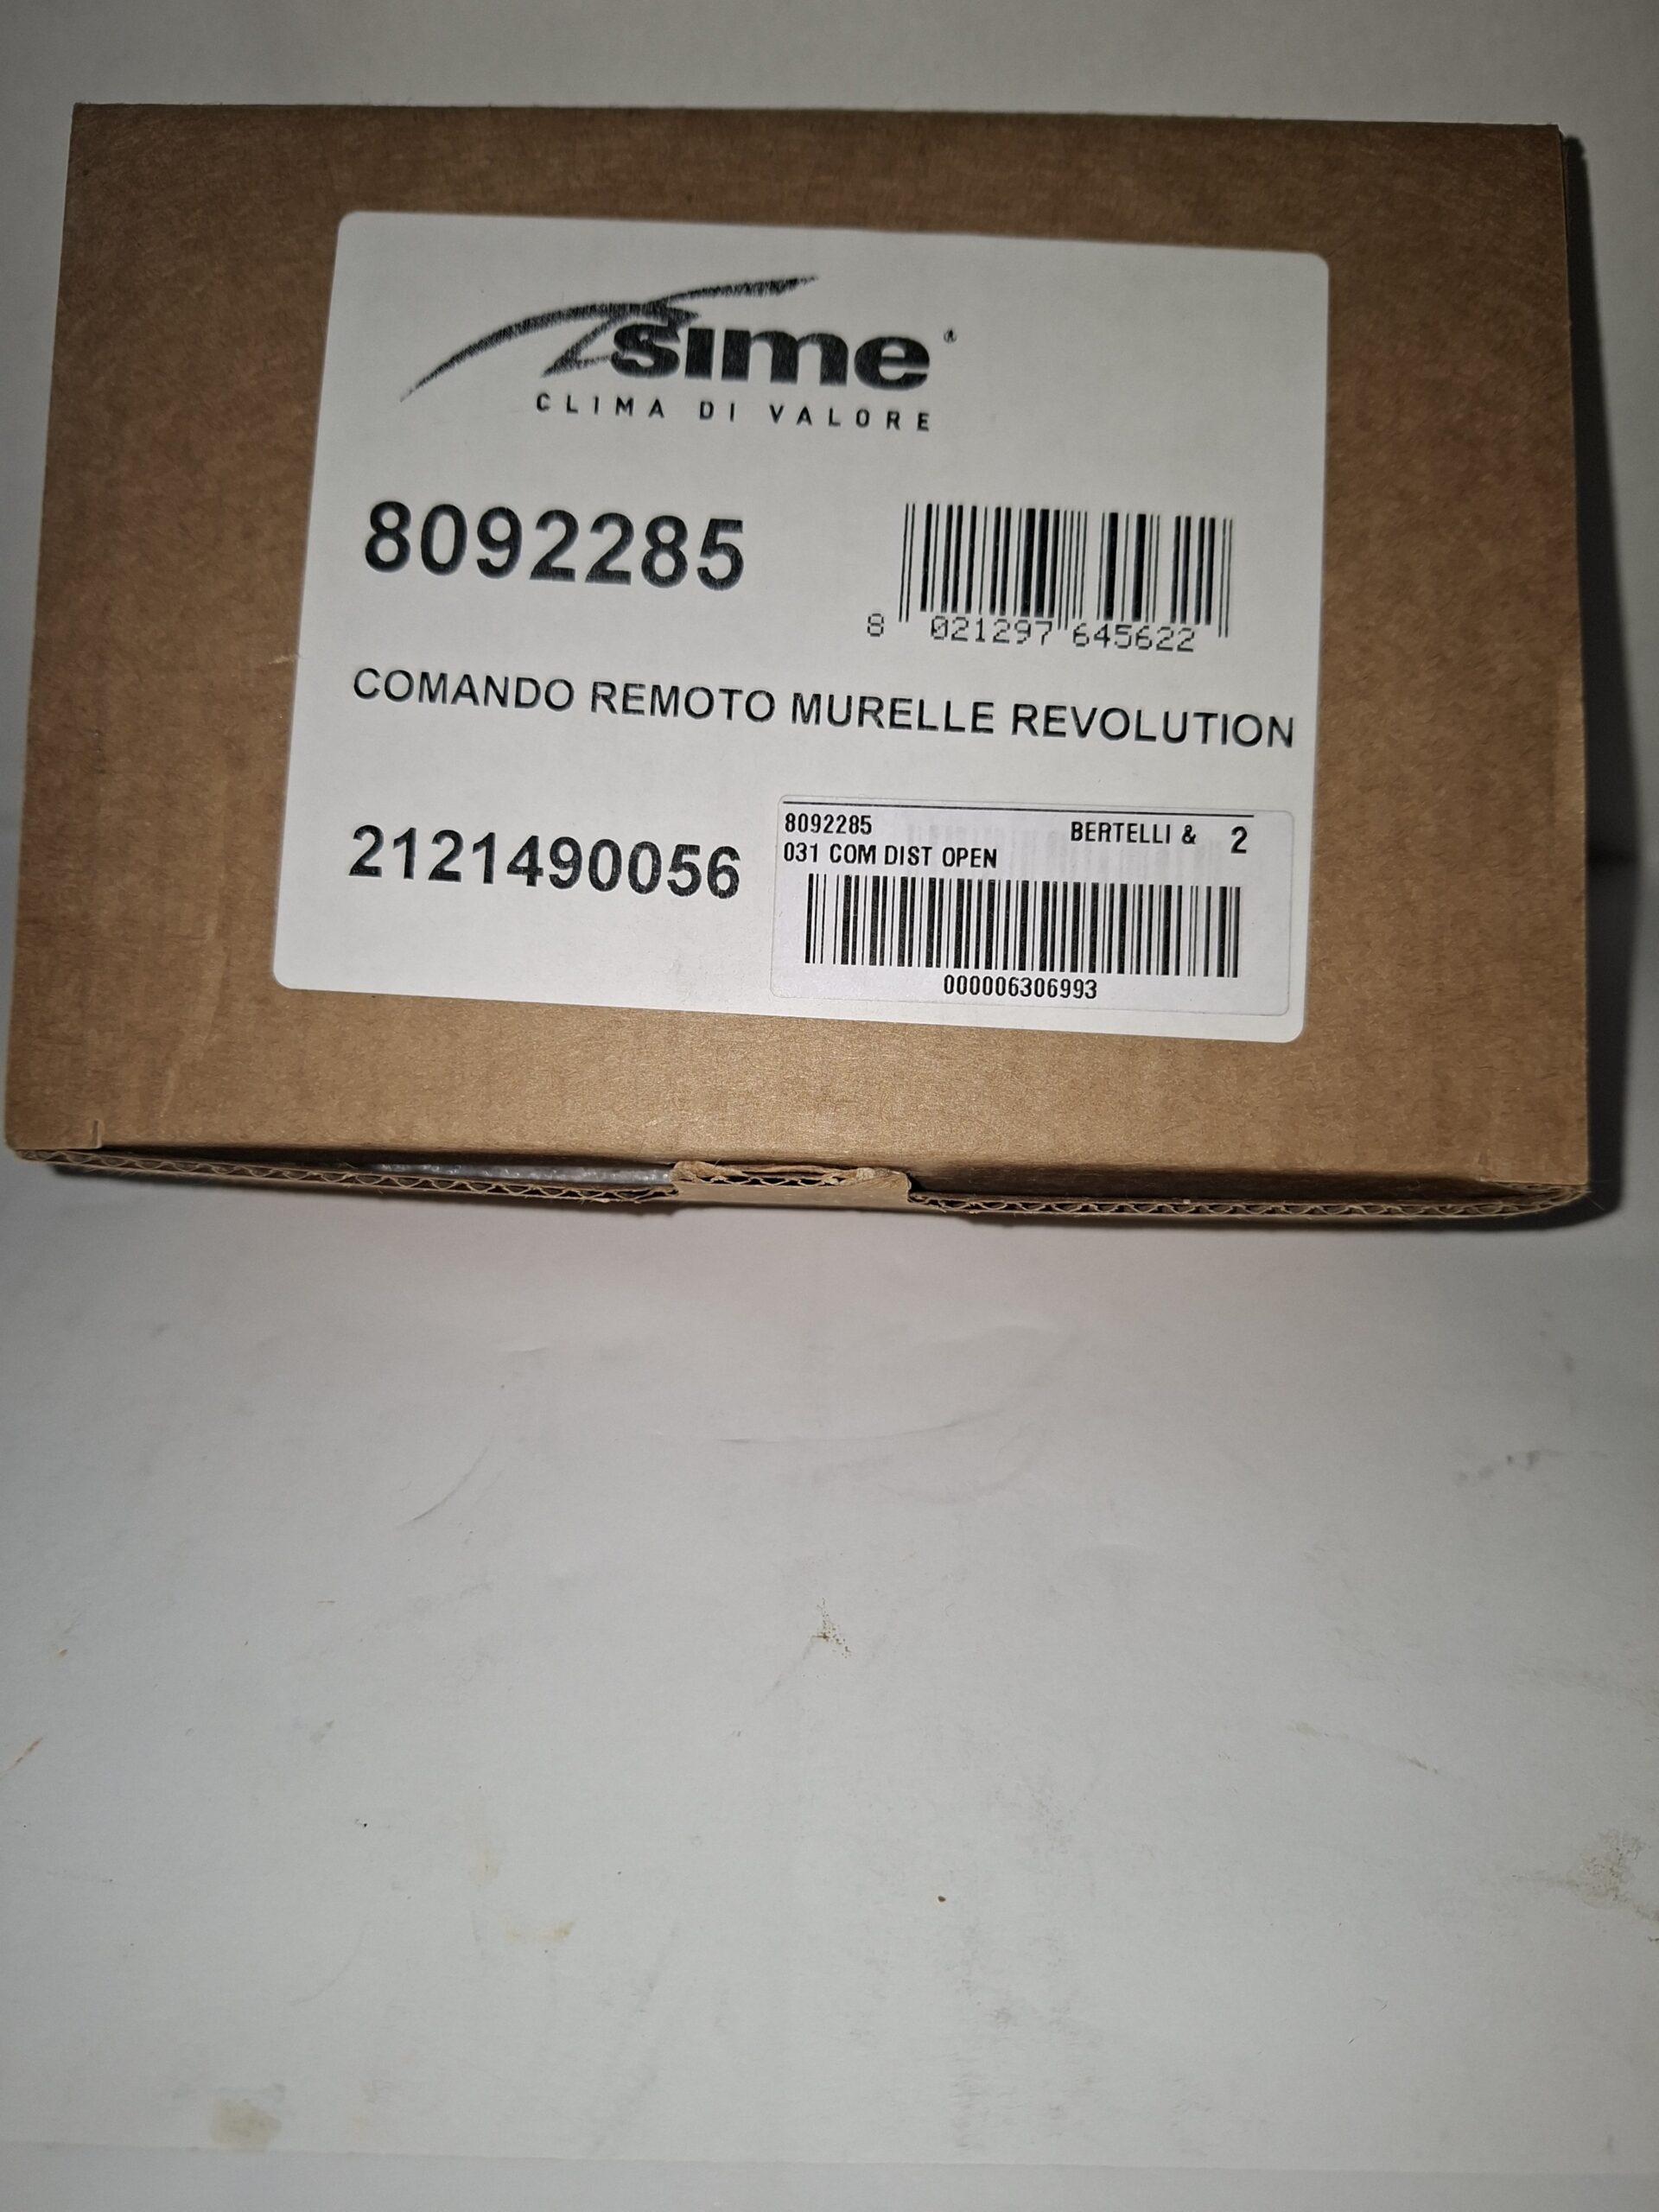 sime®
CLIMA DI VALORE
8092285
8 021297 645622
COMANDO REMOTO MURELLE REVOLUTION
2121490056
8092285 BERTELLI & 2
031 COM DIST OPEN
000006306993